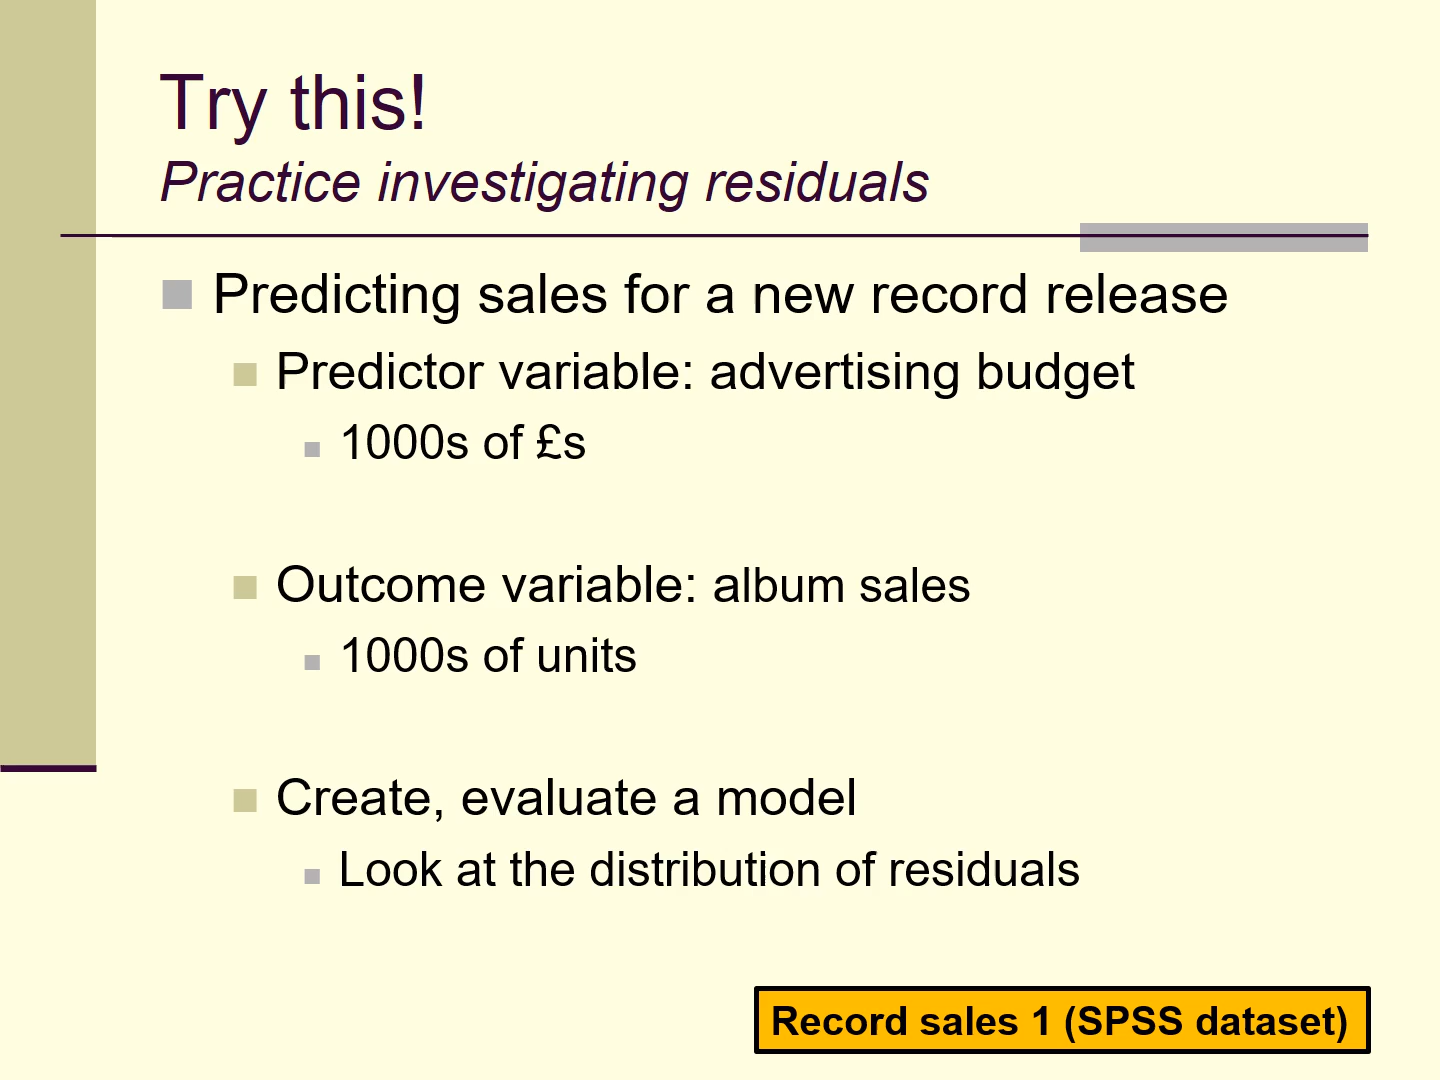 Try this!
Practice investigating residuals
Predicting sales for a new record release
Predictor variable: advertising budget
1000s of £s
Outcome variable: album sales
1000s of units
Create, evaluate a model
Look at the distribution of residuals
Record sales 1 (SPSS dataset)